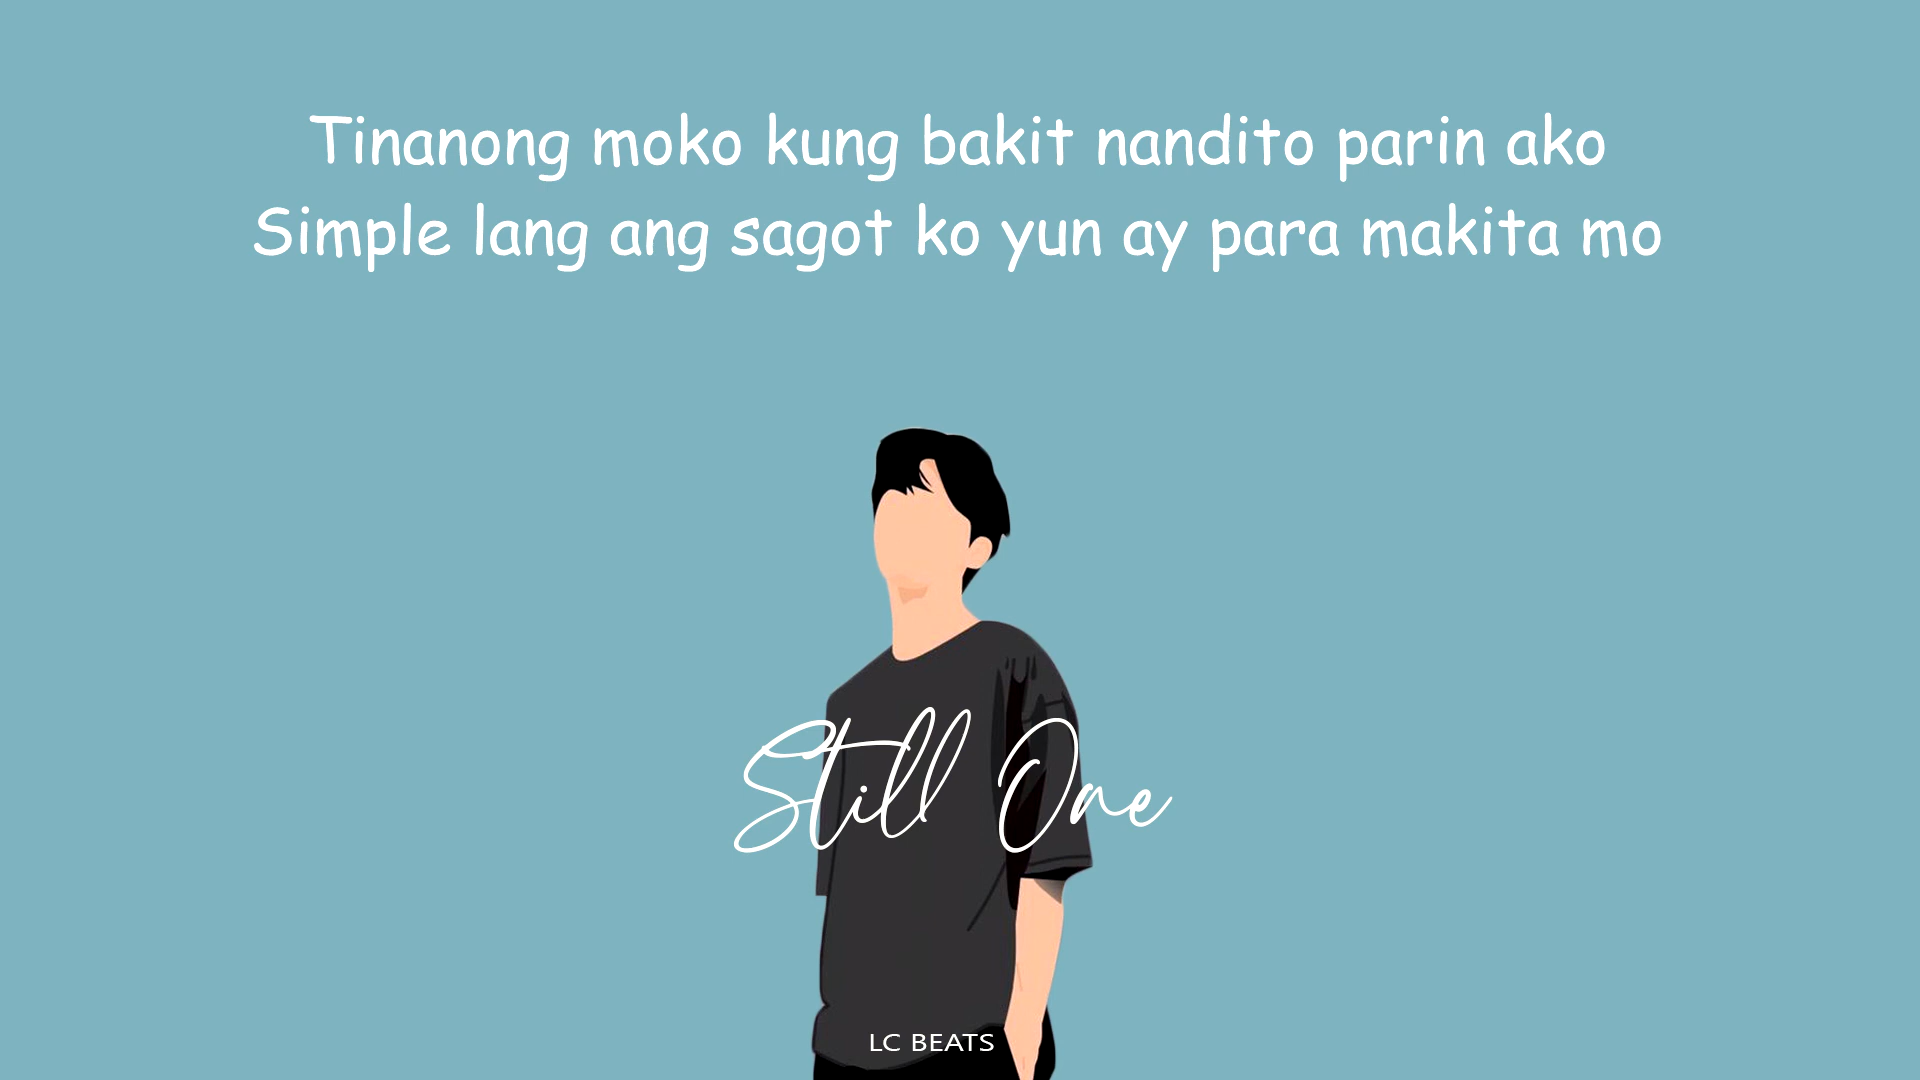 Tinanong moko kung bakit nandito parin ako
Simple lang ang sagot ko yun ay para makita mo
Still One
LC BEATS